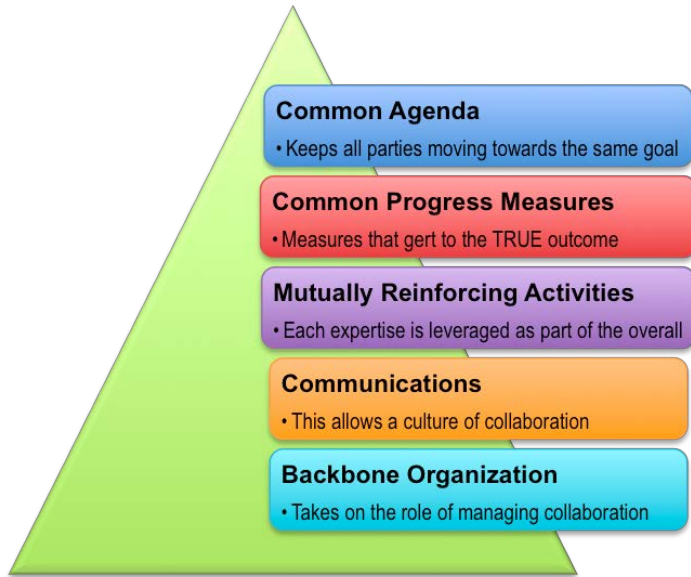 Common Agenda
• Keeps all parties moving towards the same goal
Common Progress Measures
• Measures that gert to the TRUE outcome
Mutually Reinforcing Activities
• Each expertise is leveraged as part of the overall
Communications
• This allows a culture of collaboration
Backbone Organization
• Takes on the role of managing collaboration